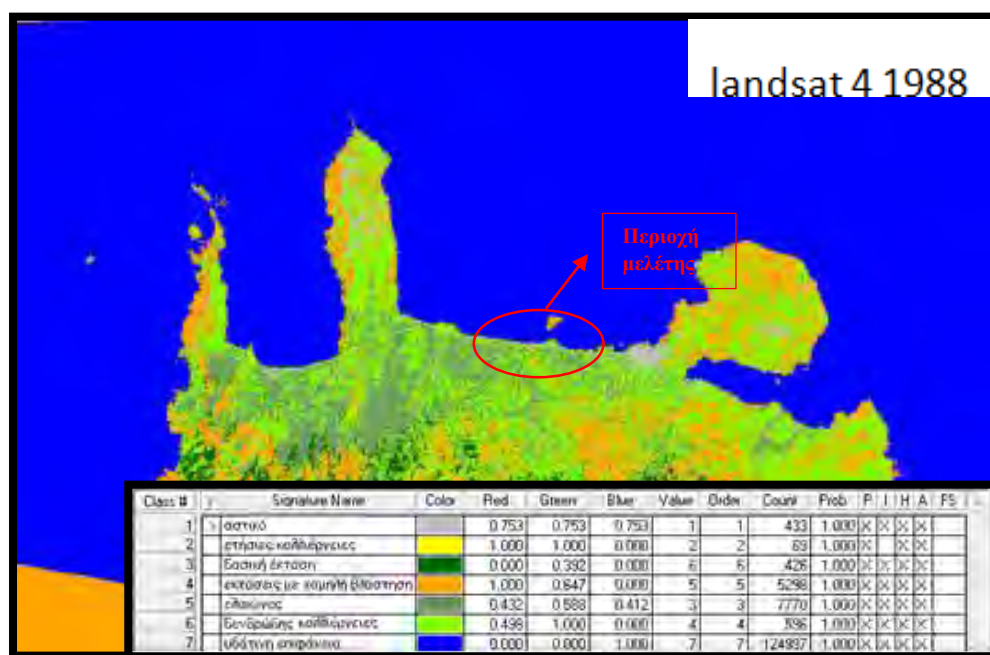 landsat 4 1988
Περιοχή
μελέτης
Class # > Signature Name Color Red Green Blue Value Order Count Prob. P I H A FS
1 > αστικό 0.753 0.753 0.753 1 1 433 1.000 X X X X
2 ετήσιες καλλιέργειες 1.000 1.000 0.000 2 2 69 1.000 X X X
3 δασική έκταση 0.000 0.392 0.000 6 6 426 1.000 X X X X
4 εκτάσεις με χαμηλή βλάστηση 1.000 0.647 0.000 5 5 5298 1.000 X X X X
5 ελαιώνας 0.432 0.588 0.412 3 3 7770 1.000 X X X X
6 δενδρώδης καλλιέργειες 0.498 1.000 0.000 4 4 1.000 X X X X
7 υδάτινη επιφάνεια 0.000 0.000 1.000 7 7 124997 1.000 X X X X